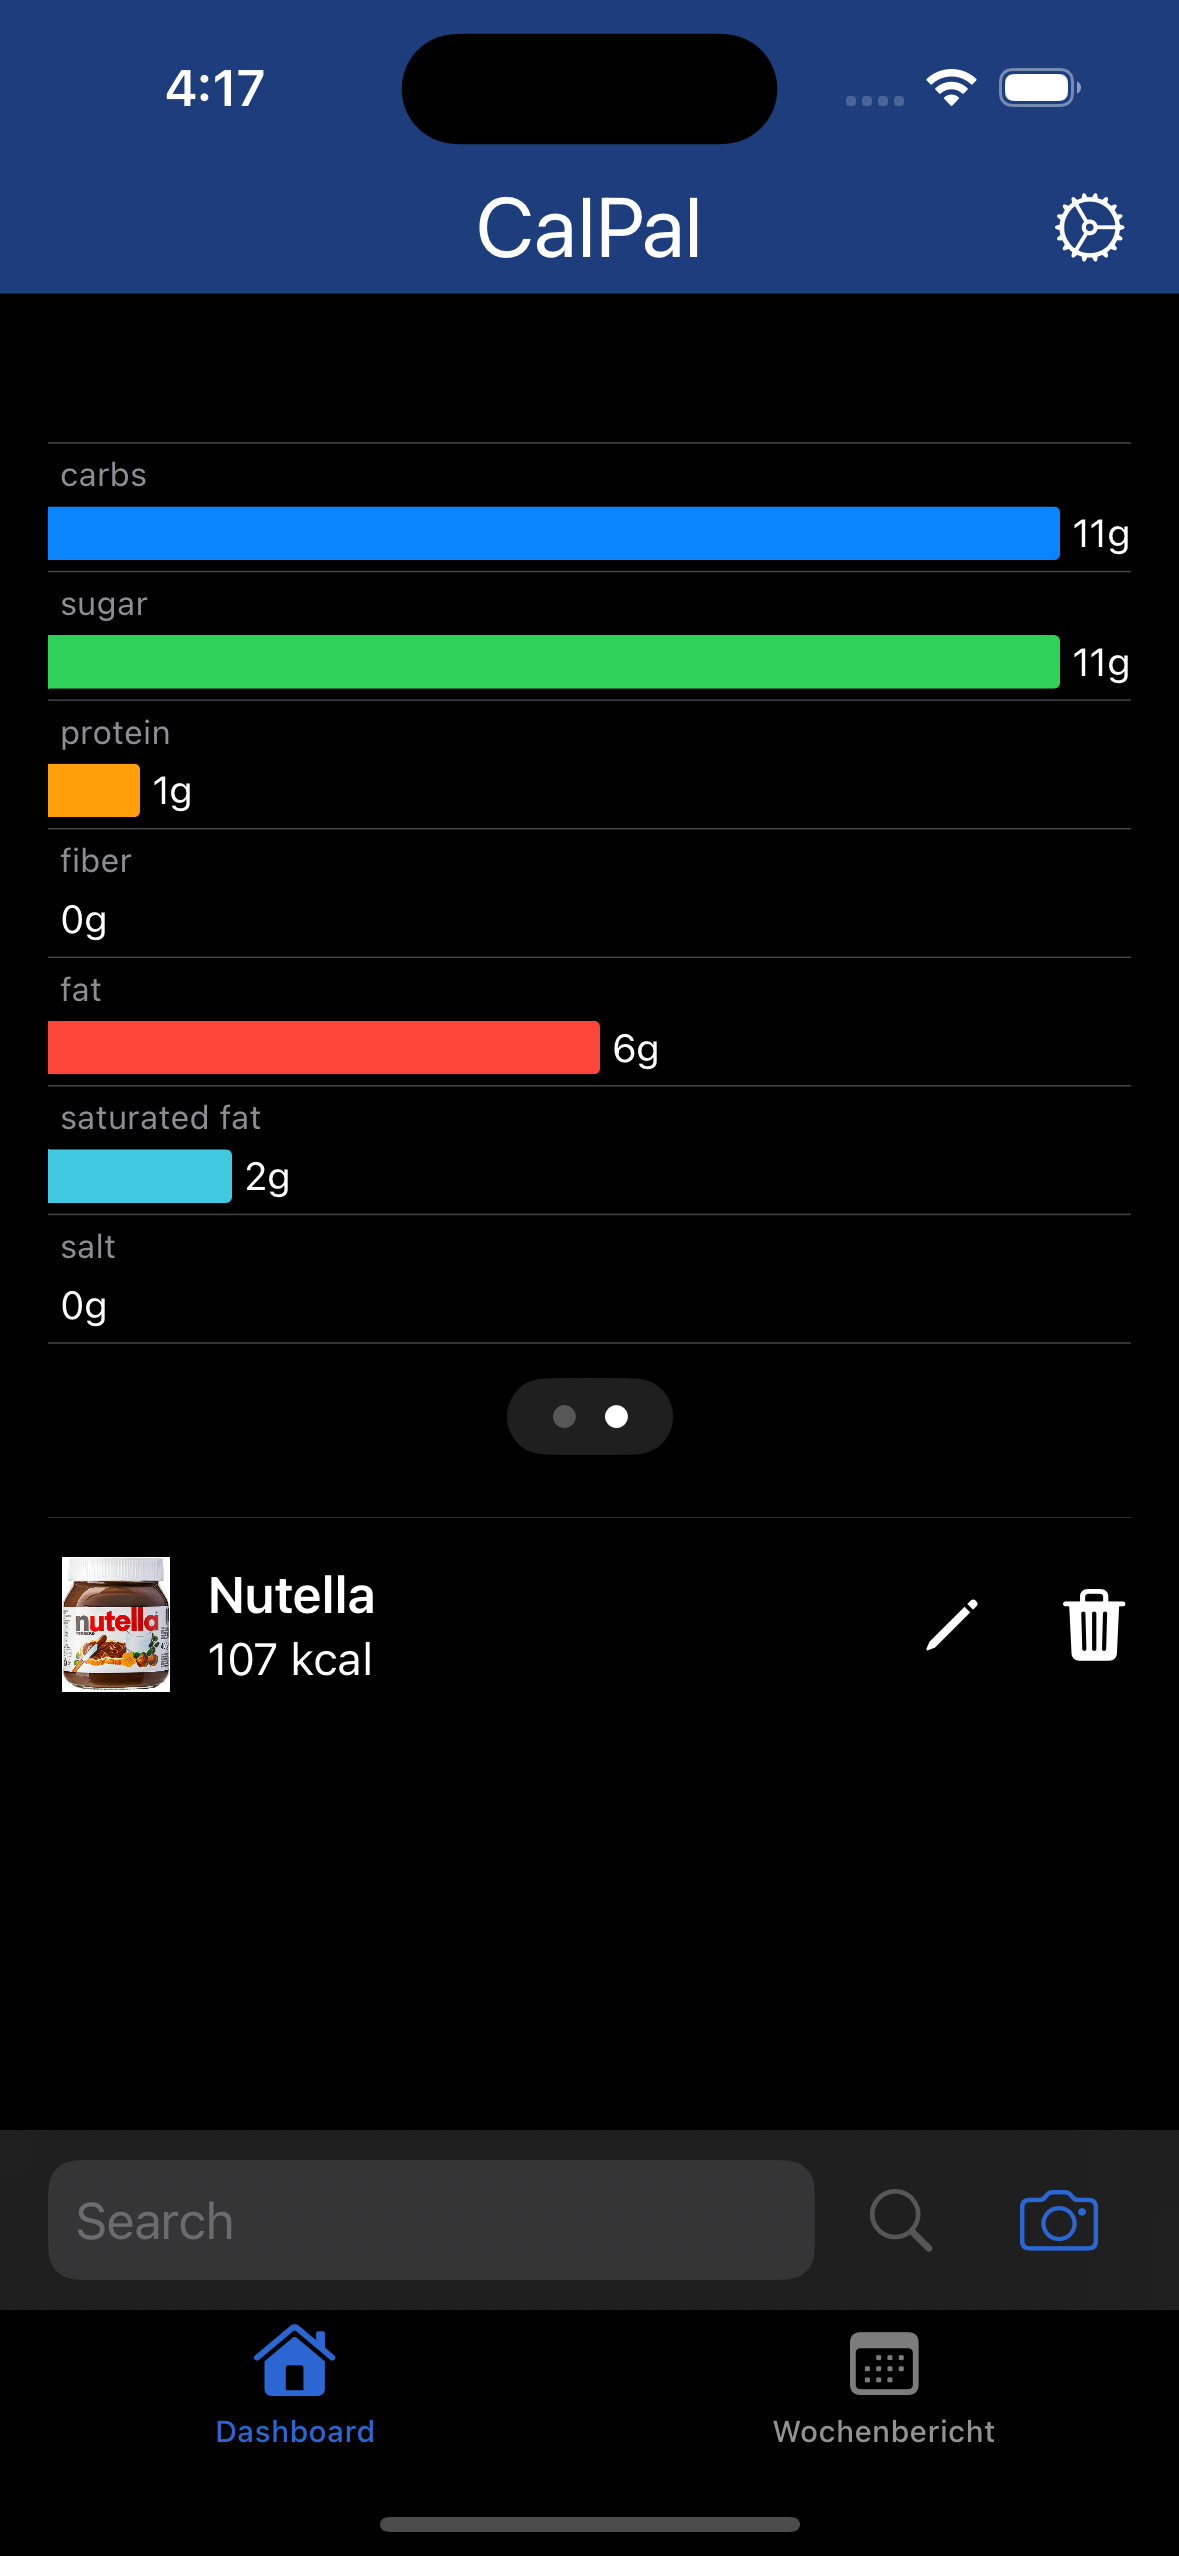 4:17
CalPal
carbs
11g
sugar
11g
protein
1g
fiber
0g
fat
6g
saturated fat
2g
salt
0g
nutella
Nutella
107 kcal
Search
Dashboard
Wochenbericht